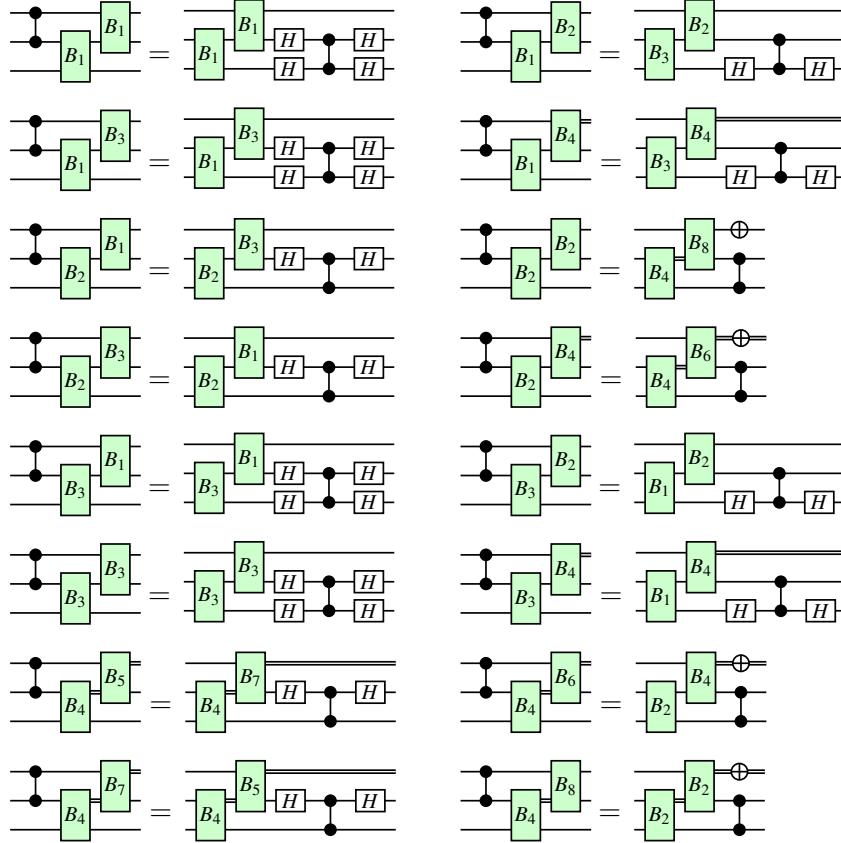 B₁ B₁ = B₁ B₁ H H H H
B₁ B₂ = B₃ B₂ H H
B₁ B₃ = B₁ B₃ H H H H
B₁ B₄ = B₃ B₄ H H
B₂ B₁ = B₂ B₃ H H
B₂ B₂ = B₄ B₈
B₂ B₃ = B₂ B₁ H H
B₂ B₄ = B₄ B₆
B₃ B₁ = B₃ B₁ H H H H
B₃ B₂ = B₁ B₂ H H
B₃ B₃ = B₃ B₃ H H H H
B₃ B₄ = B₁ B₄ H H
B₄ B₅ = B₄ B₇ H H
B₄ B₆ = B₂ B₄
B₄ B₇ = B₄ B₅ H H
B₄ B₈ = B₂ B₂